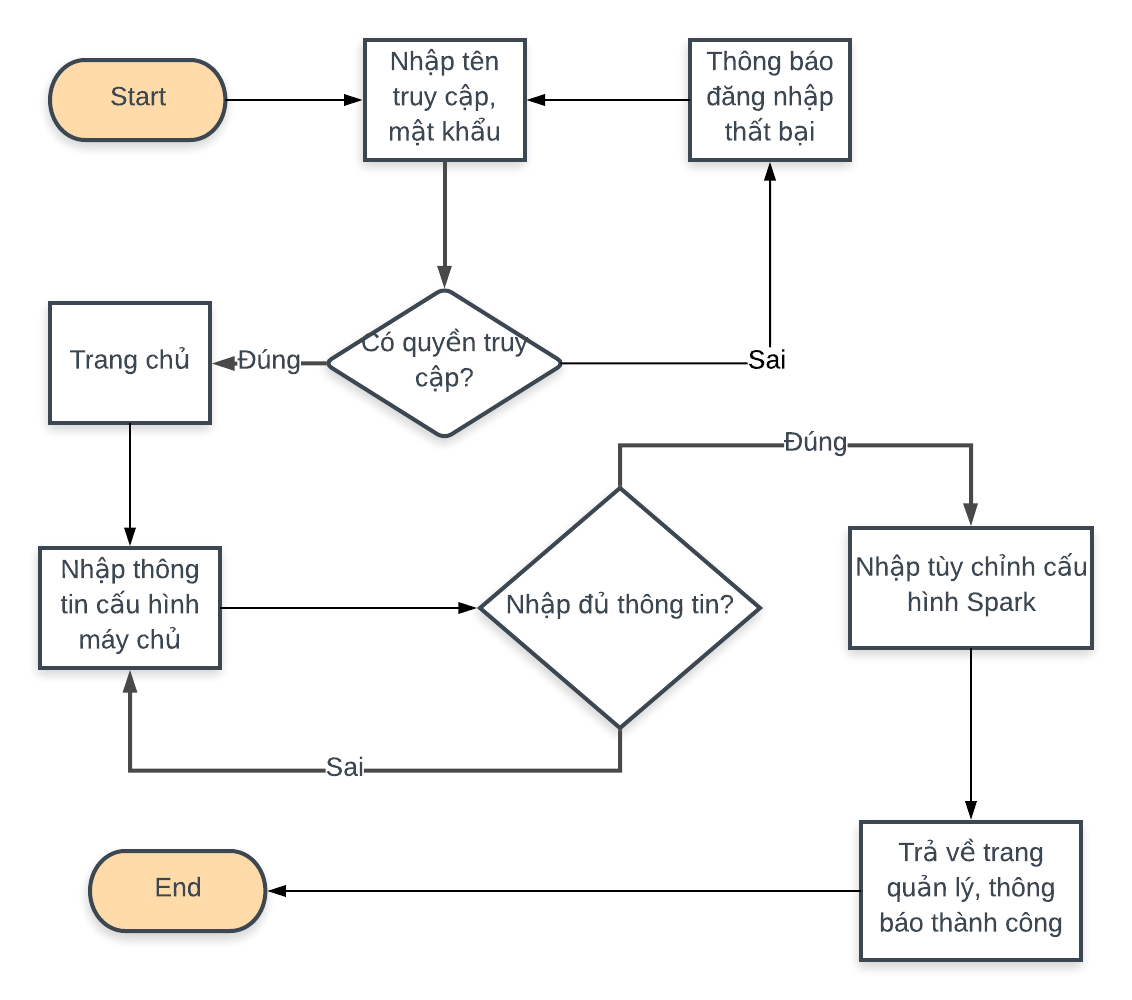 Start
Nhập tên
truy cập,
mật khẩu
Thông báo
đăng nhập
thất bại
Trang chủ
Đúng
Có quyền truy
cập?
Sai
Đúng
Nhập thông
tin cấu hình
máy chủ
Nhập đủ thông tin?
Nhập tùy chỉnh cấu
hình Spark
Sai
End
Trả về trang
quản lý, thông
báo thành công